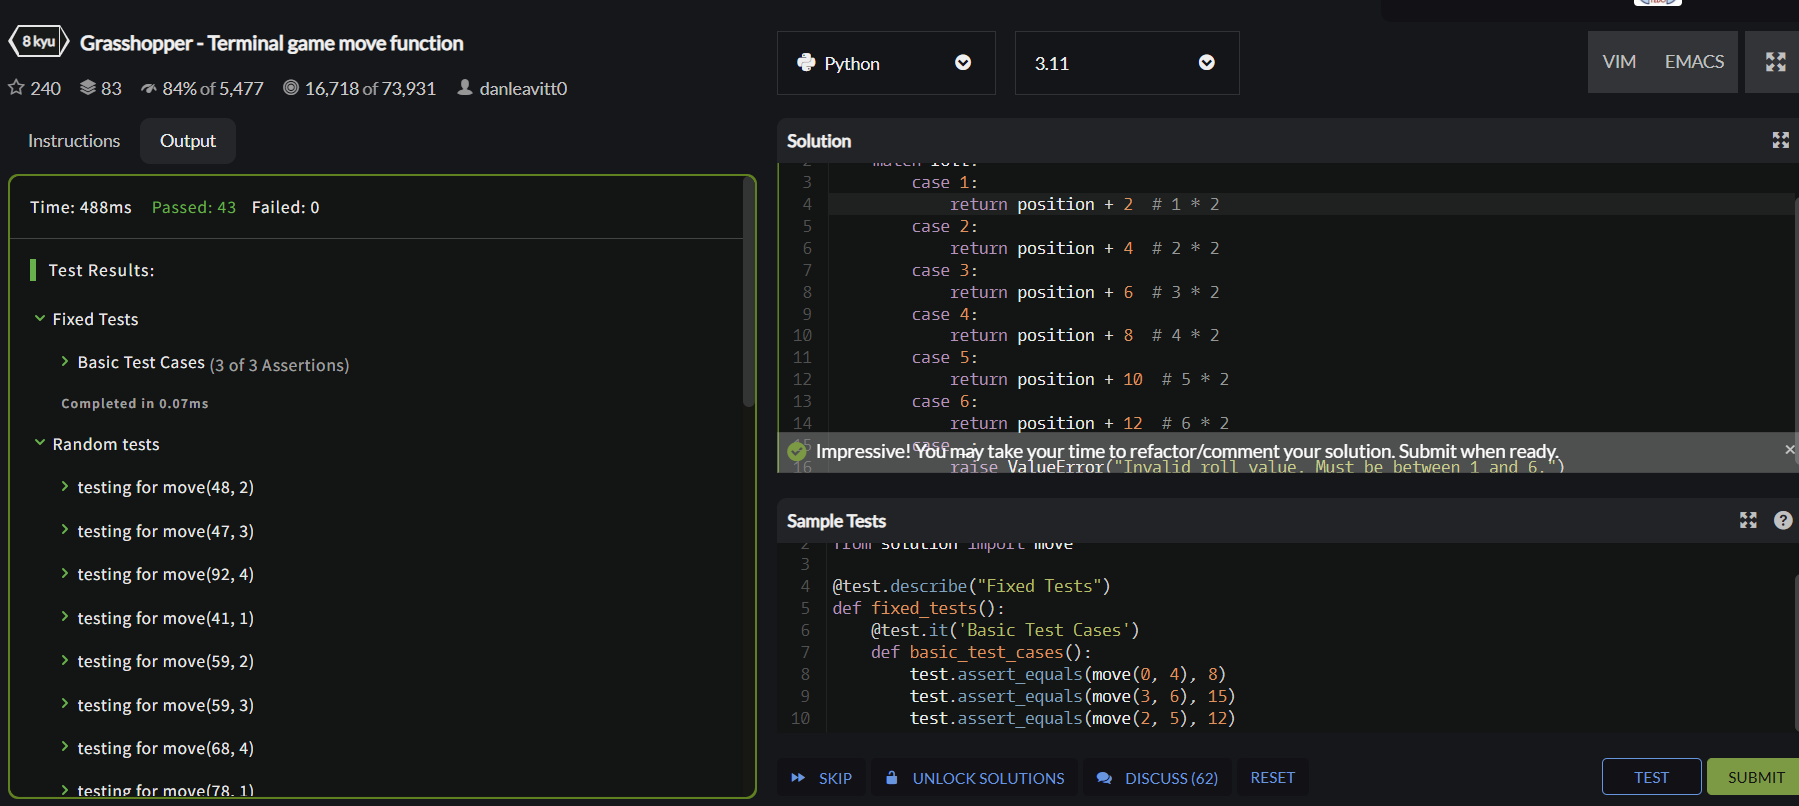 8 kyu Grasshopper - Terminal game move function
240 83 84% of 5,477 16,718 of 73,931 danleavitt0
Instructions Output
Time: 488ms Passed: 43 Failed: 0
Test Results:
Fixed Tests
Basic Test Cases (3 of 3 Assertions)
Completed in 0.07ms
Random tests
testing for move(48, 2)
testing for move(47, 3)
testing for move(92, 4)
testing for move(41, 1)
testing for move(59, 2)
testing for move(59, 3)
testing for move(68, 4)
testing for move(78, 1)
Python 3.11 VIM EMACS
Solution
2 match roll:
3 case 1:
4 return position + 2 # 1 * 2
5 case 2:
6 return position + 4 # 2 * 2
7 case 3:
8 return position + 6 # 3 * 2
9 case 4:
10 return position + 8 # 4 * 2
11 case 5:
12 return position + 10 # 5 * 2
13 case 6:
14 return position + 12 # 6 * 2
15 case _:
Impressive! You may take your time to refactor/comment your solution. Submit when ready. ×
16 raise ValueError("Invalid roll value. Must be between 1 and 6.")
Sample Tests ?
2 from solution import move
3
4 @test.describe("Fixed Tests")
5 def fixed_tests():
6 @test.it('Basic Test Cases')
7 def basic_test_cases():
8 test.assert_equals(move(0, 4), 8)
9 test.assert_equals(move(3, 6), 15)
10 test.assert_equals(move(2, 5), 12)
SKIP UNLOCK SOLUTIONS DISCUSS (62) RESET TEST SUBMIT